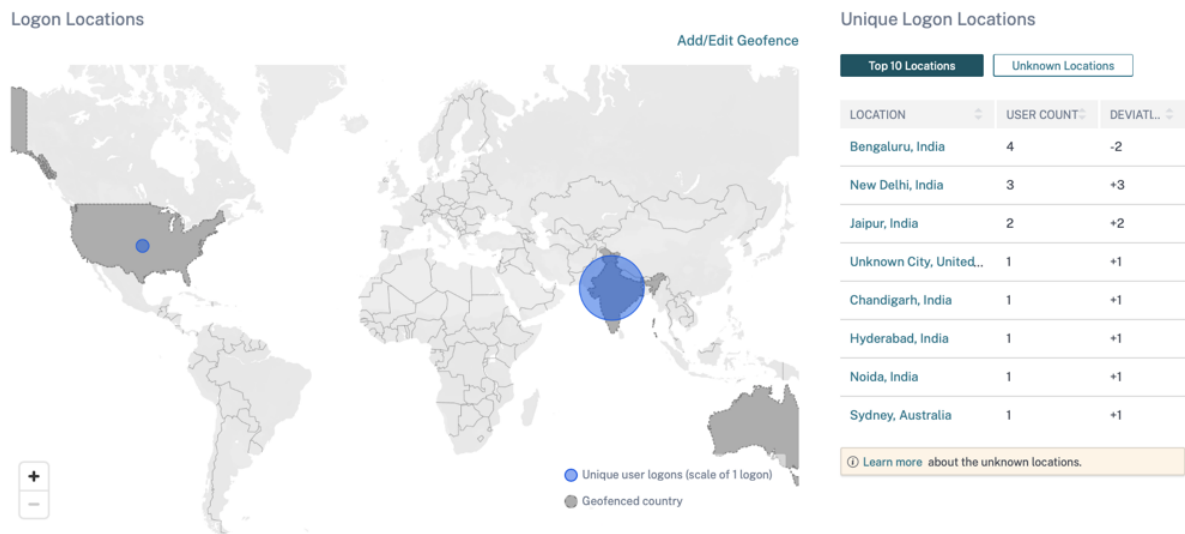 Logon Locations
Add/Edit Geofence
Unique user logons (scale of 1 logon)
Geofenced country
Unique Logon Locations
Top 10 Locations Unknown Locations
LOCATION USER COUNT DEVIATI...
Bengaluru, India 4 -2
New Delhi, India 3 +3
Jaipur, India 2 +2
Unknown City, United... 1 +1
Chandigarh, India 1 +1
Hyderabad, India 1 +1
Noida, India 1 +1
Sydney, Australia 1 +1
Learn more about the unknown locations.